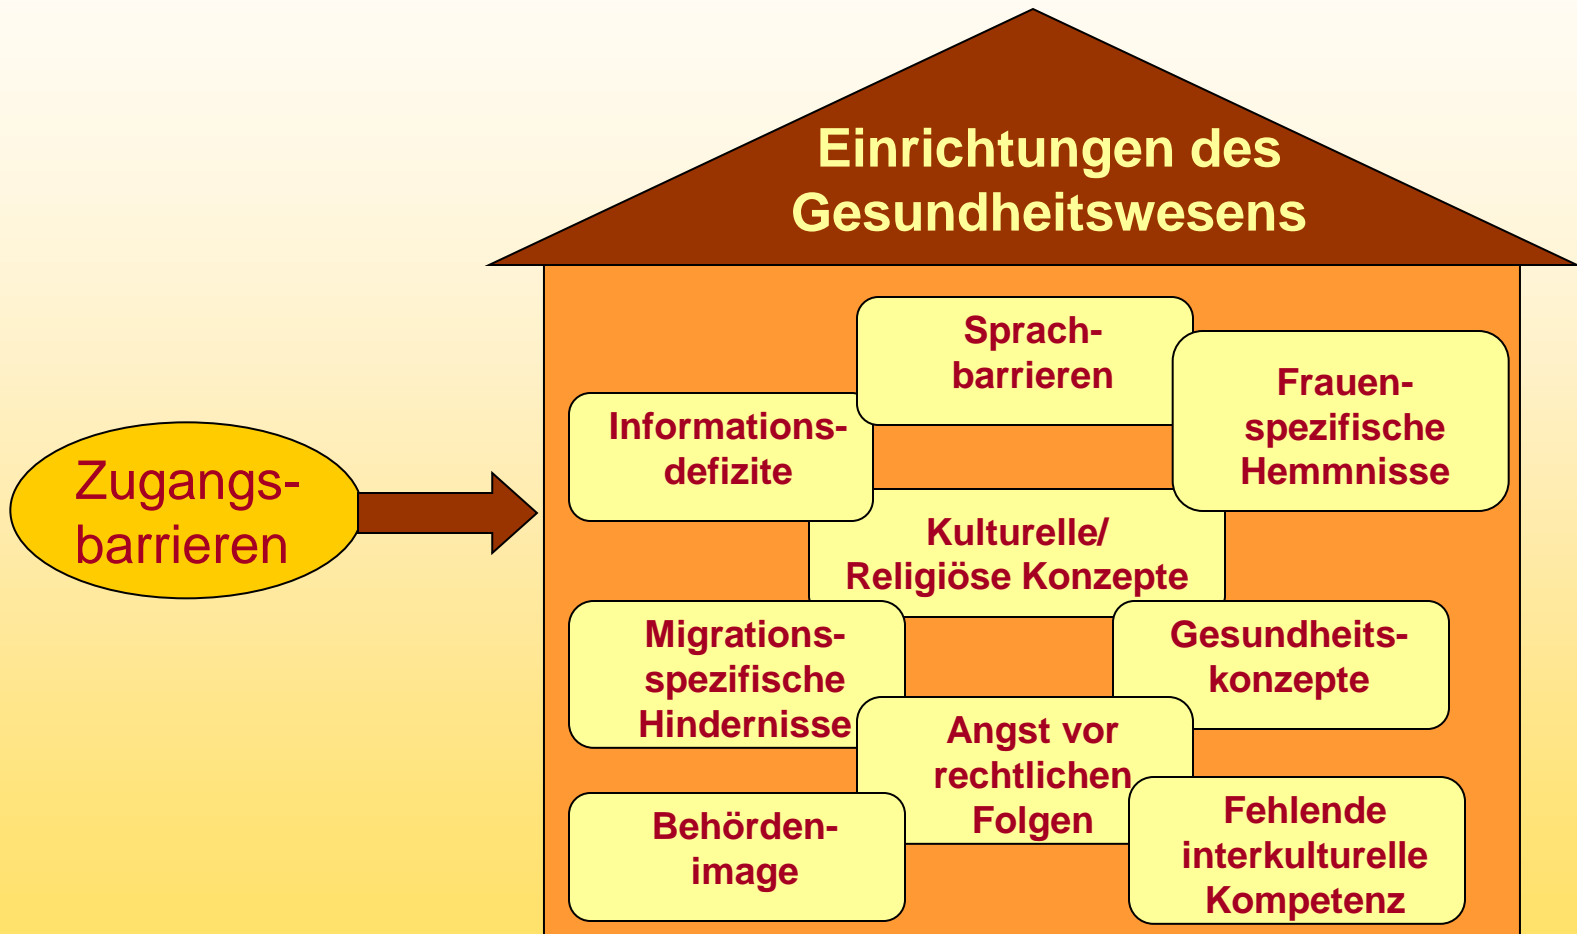 Einrichtungen des
Gesundheitswesens
Zugangs-
barrieren
Sprach-
barrieren
Frauen-
spezifische
Hemmnisse
Informations-
defizite
Kulturelle/
Religiöse Konzepte
Migrations-
spezifische
Hindernisse
Gesundheits-
konzepte
Angst vor
rechtlichen
Folgen
Behörden-
image
Fehlende
interkulturelle
Kompetenz